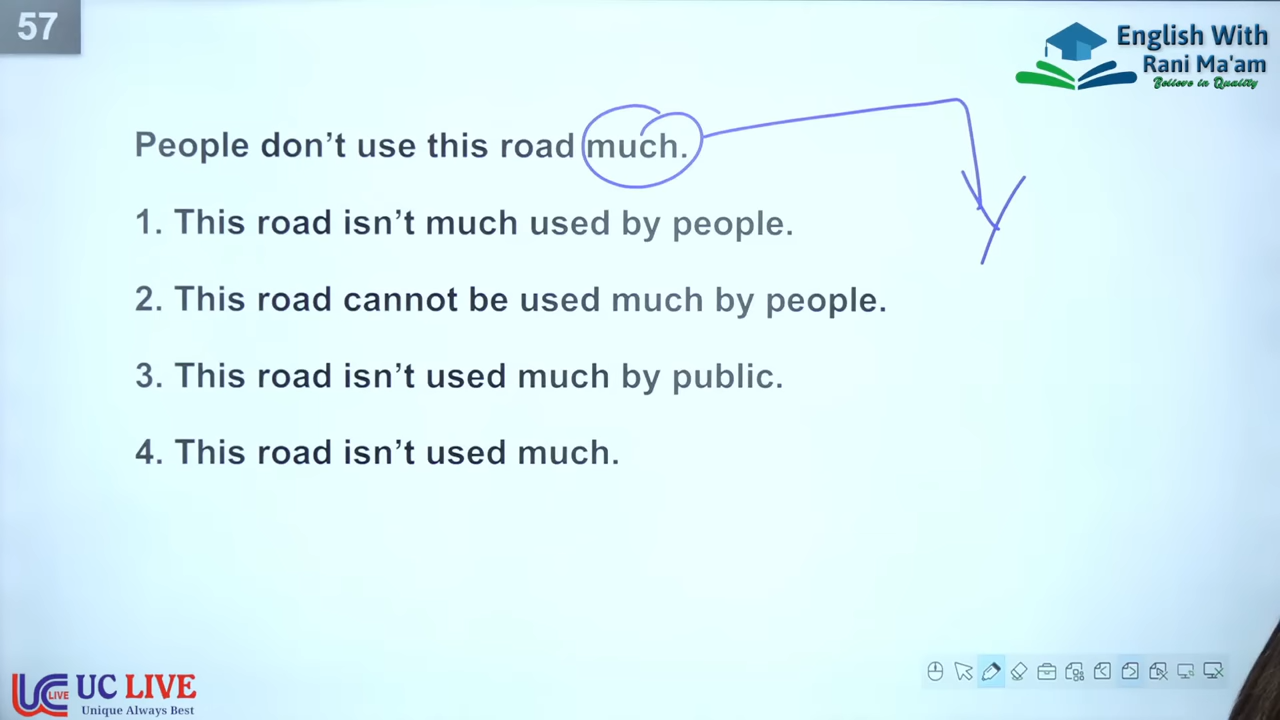 57
English With
Rani Ma'am
Believe in Quality
People don't use this road much.
1. This road isn't much used by people.
2. This road cannot be used much by people.
3. This road isn't used much by public.
4. This road isn't used much.
UC LIVE
LIVE
Unique Always Best